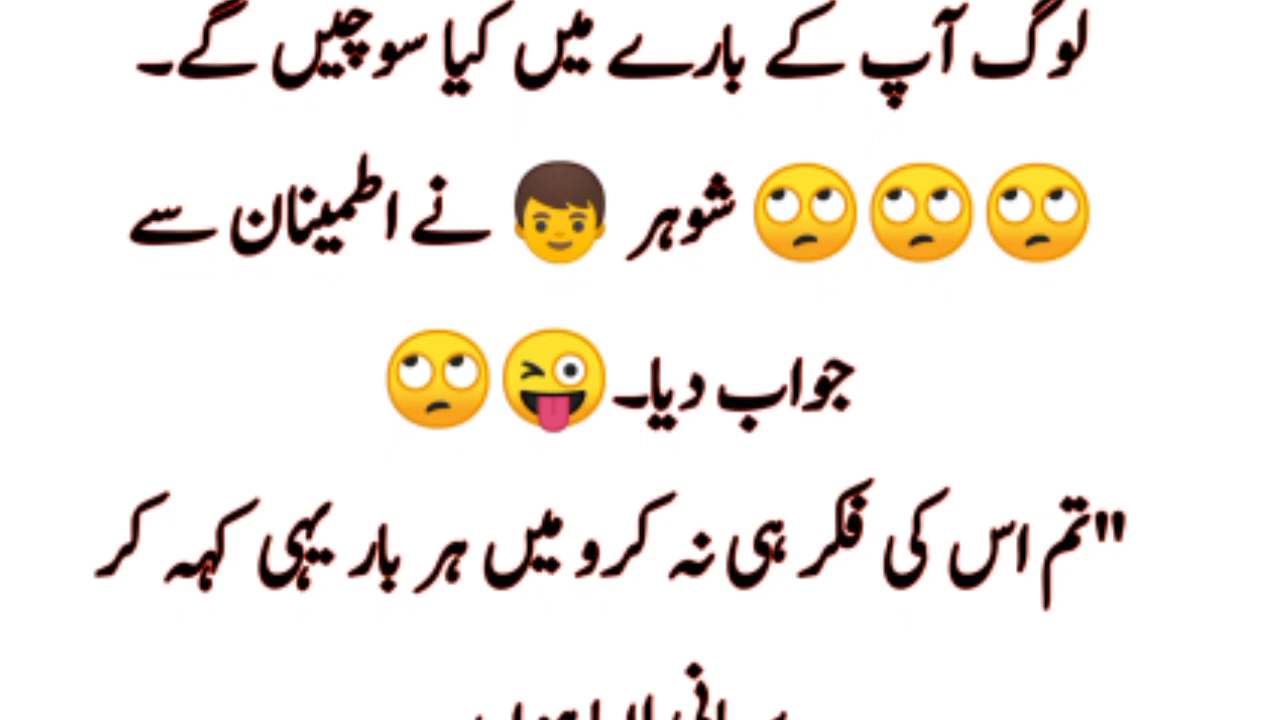 لوگ آپ کے بارے میں کیا سوچیں گے۔
🙄🙄🙄 شوہر 👦 نے اطمینان سے
جواب دیا۔😜🙄
"تم اس کی فکر ہی نہ کرو میں ہر بار یہی کہہ کر